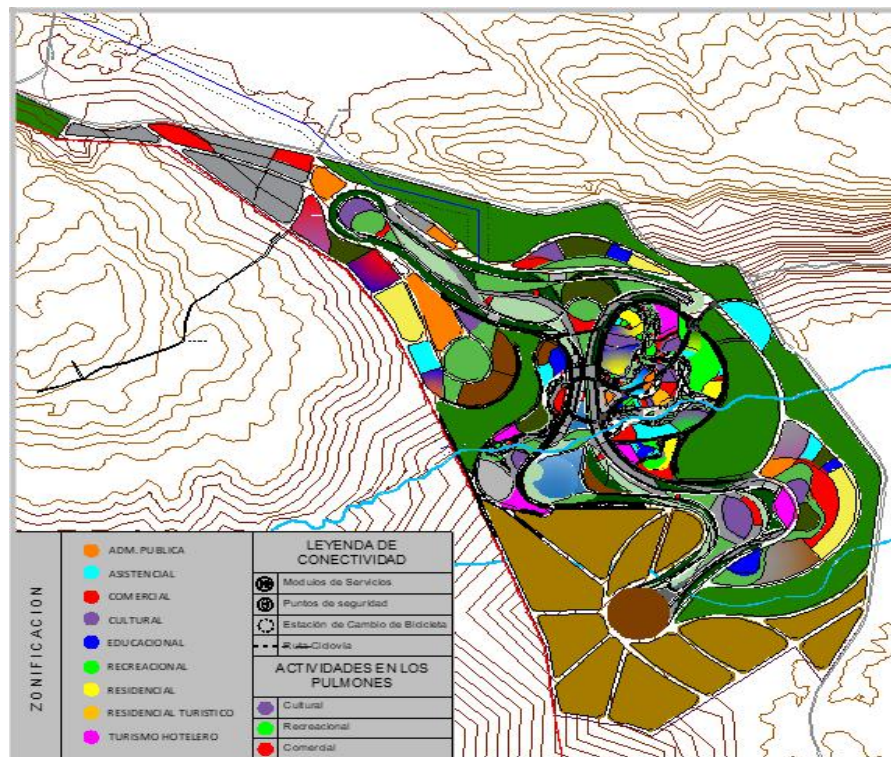 ZONIFICACION
ADM. PUBLICA
ASISTENCIAL
COMERCIAL
CULTURAL
EDUCACIONAL
RECREACIONAL
RESIDENCIAL
RESIDENCIAL TURISTICO
TURISMO HOTELERO
LEYENDA DE
CONECTIVIDAD
Modulos de Servicios
Puntos de seguridad
Estación de Cambio de Bicicleta
Ruta Ciclovía
ACTIVIDADES EN LOS
PULMONES
Cultural
Recreacional
Comercial